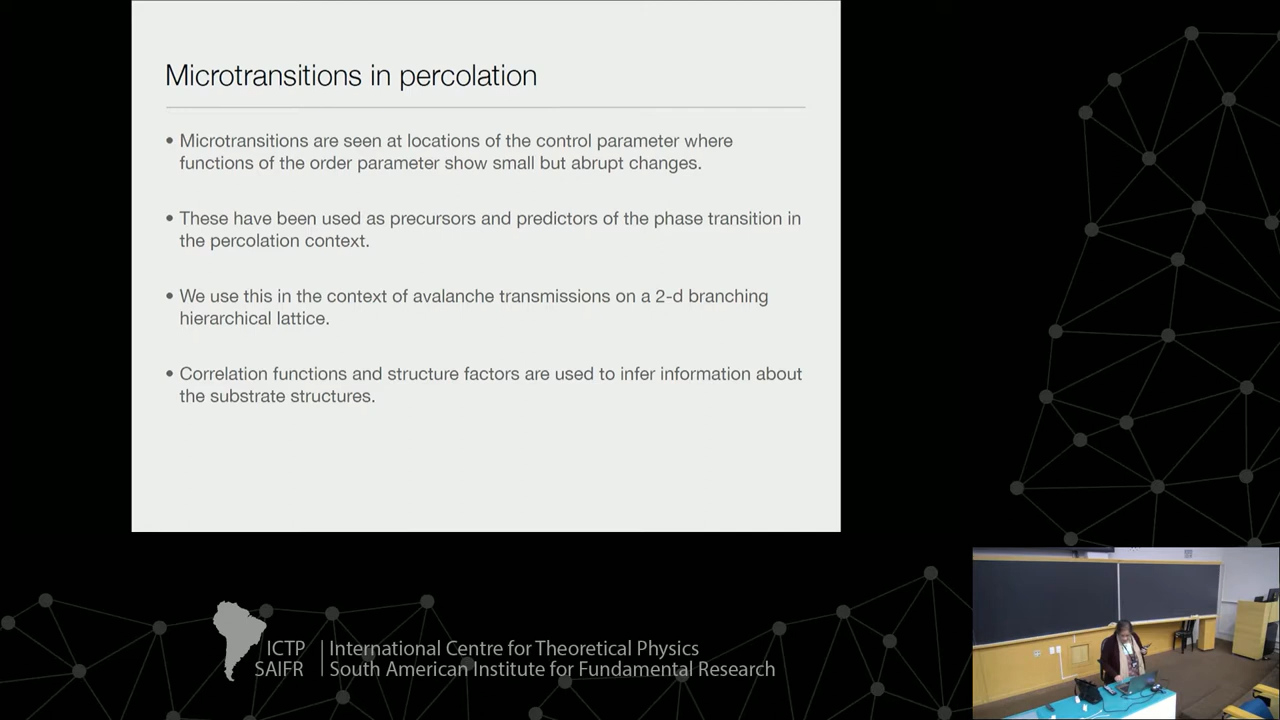 Microtransitions in percolation
• Microtransitions are seen at locations of the control parameter where
functions of the order parameter show small but abrupt changes.
• These have been used as precursors and predictors of the phase transition in
the percolation context.
• We use this in the context of avalanche transmissions on a 2-d branching
hierarchical lattice.
• Correlation functions and structure factors are used to infer information about
the substrate structures.
ICTP | International Centre for Theoretical Physics
SAIFR | South American Institute for Fundamental Research